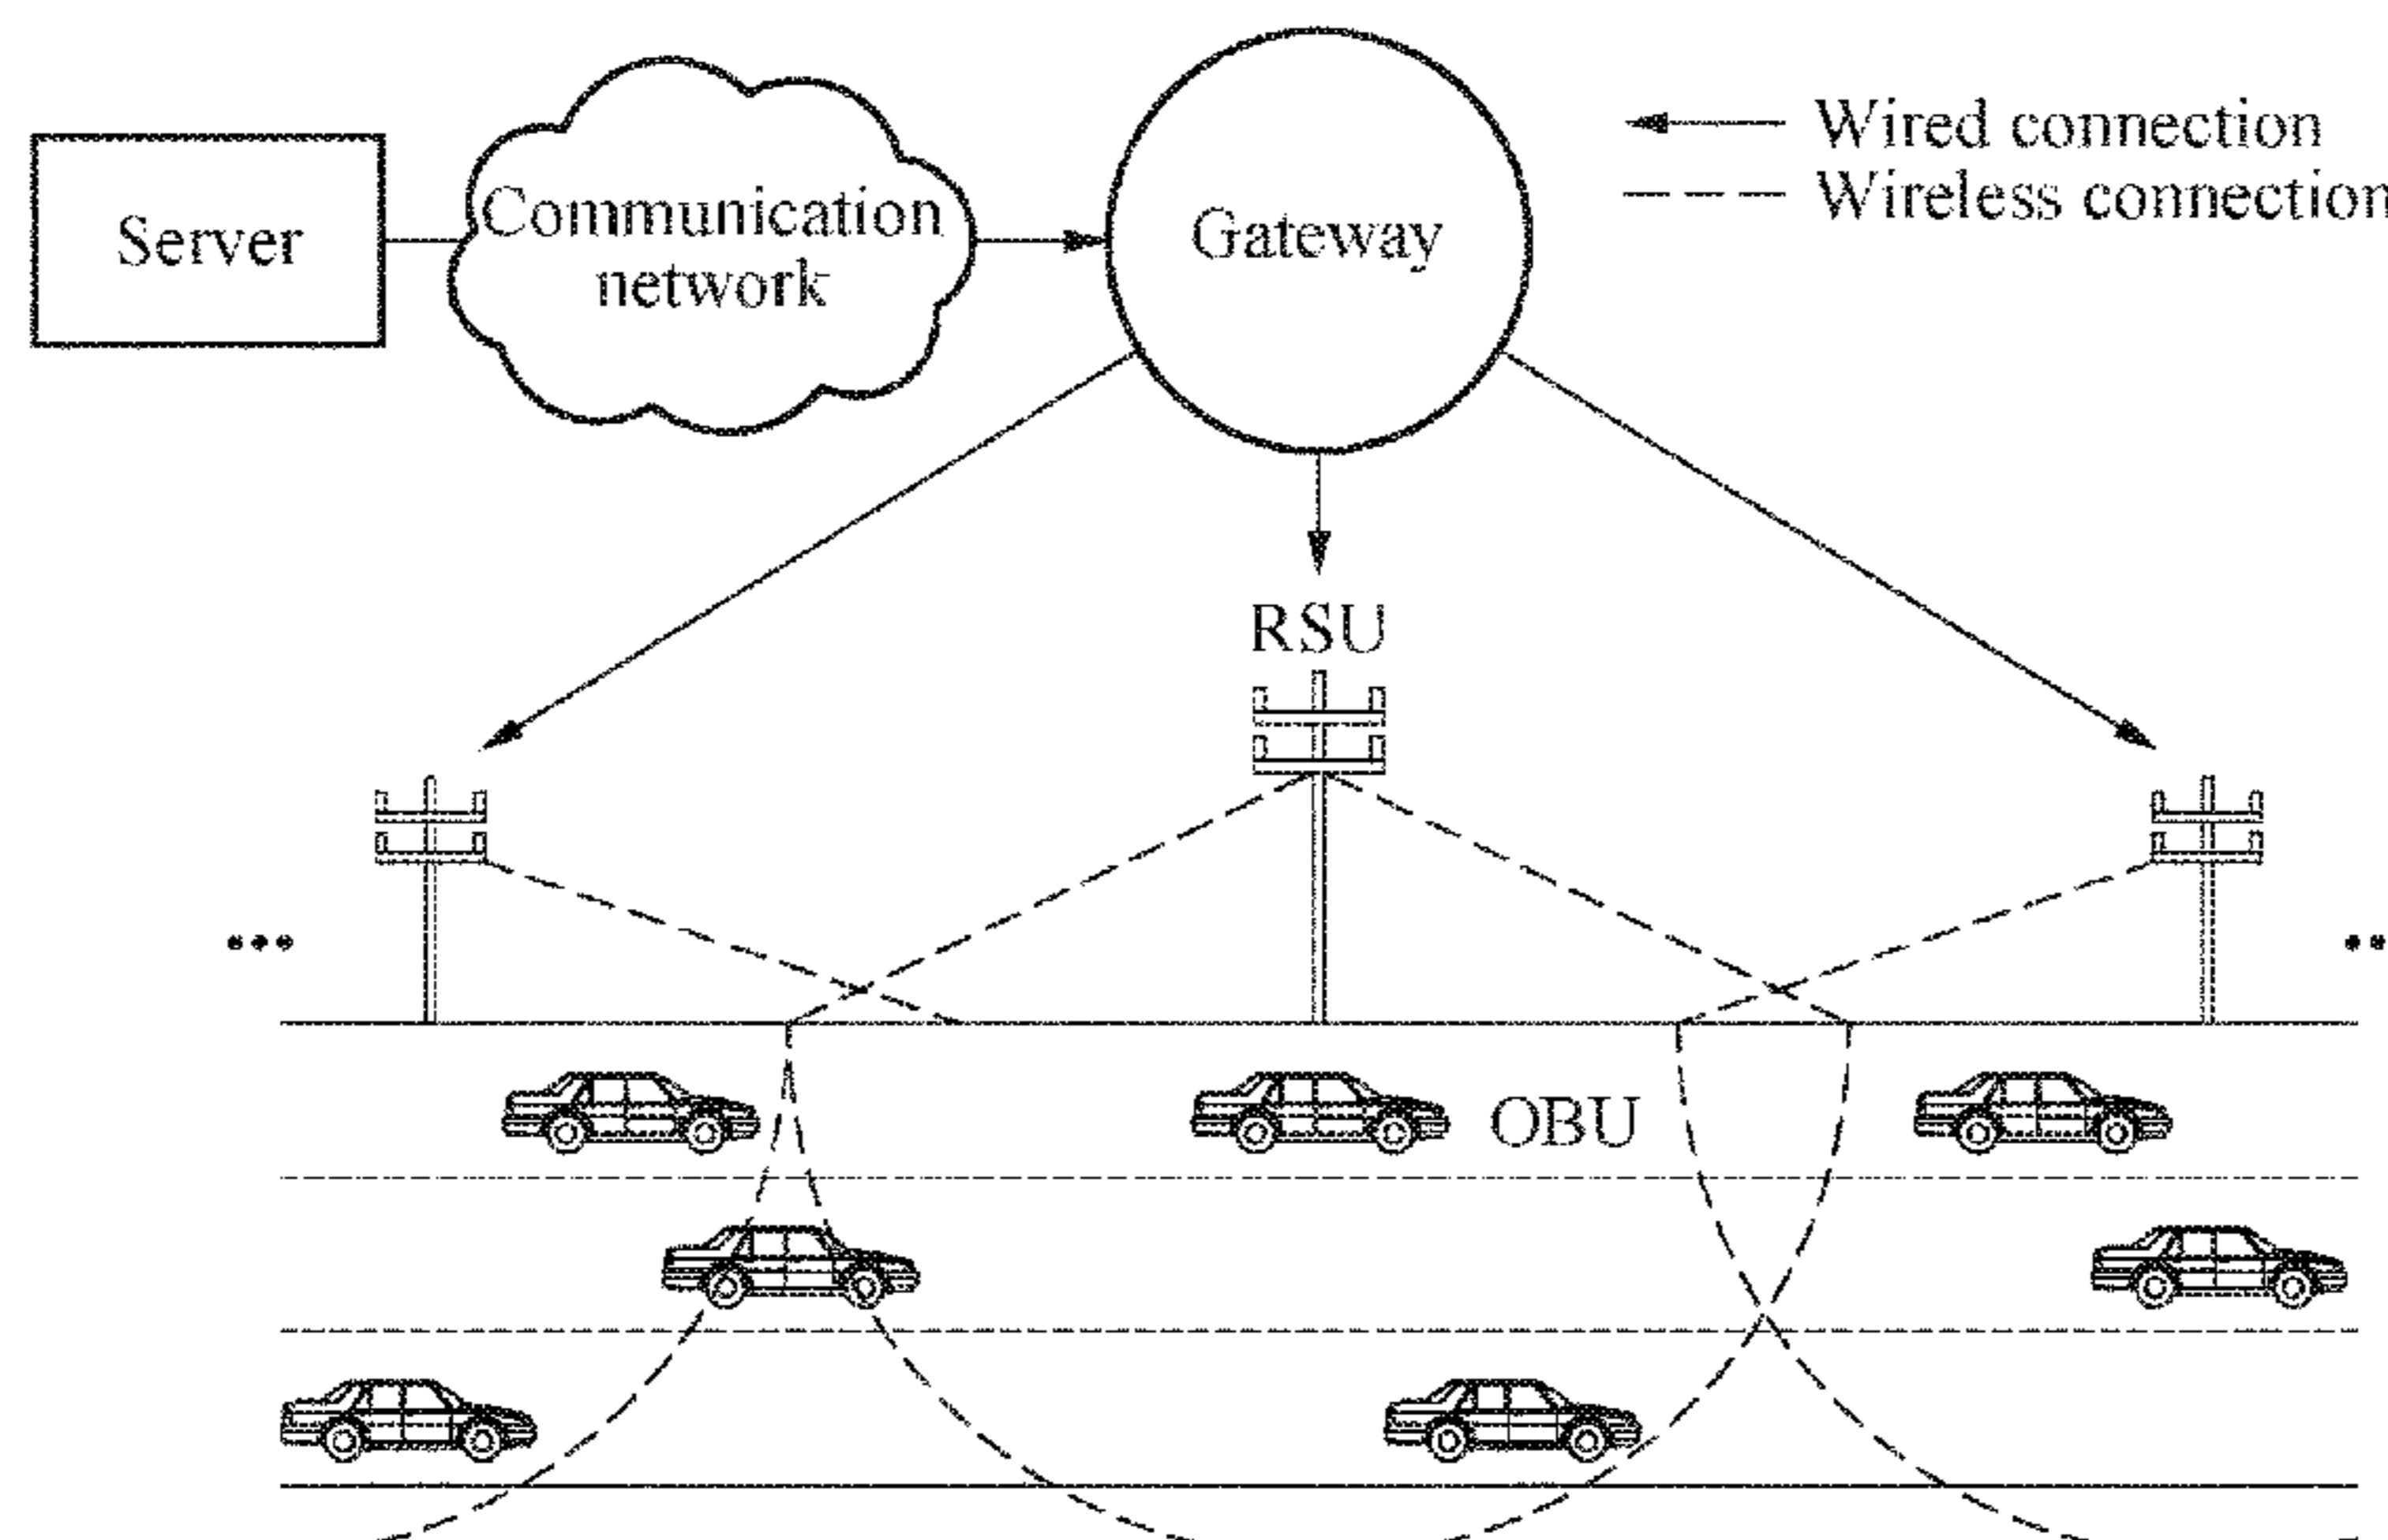 Wired connection
Wireless connection
Server
Communication
network
Gateway
RSU
OBU